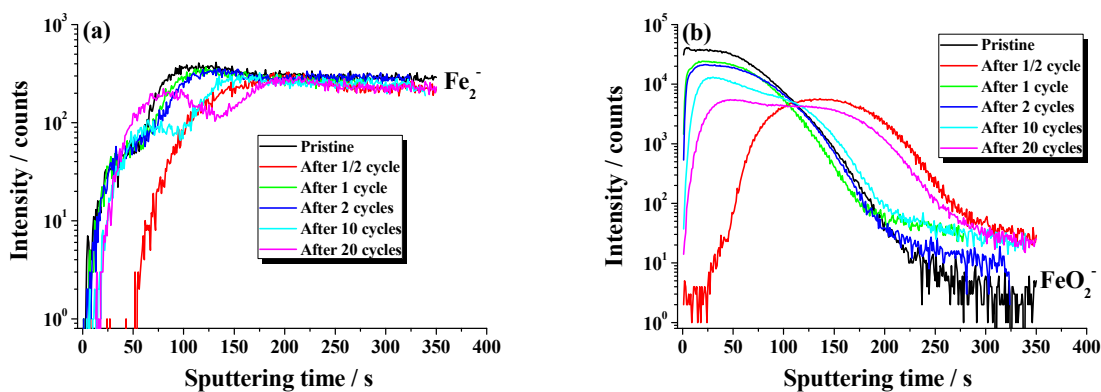 (a)
Intensity / counts
10³
10²
10¹
10⁰
Fe₂⁻
Pristine
After 1/2 cycle
After 1 cycle
After 2 cycles
After 10 cycles
After 20 cycles
0 50 100 150 200 250 300 350 400
Sputtering time / s
(b)
Intensity / counts
10⁵
10⁴
10³
10²
10¹
10⁰
Pristine
After 1/2 cycle
After 1 cycle
After 2 cycles
After 10 cycles
After 20 cycles
FeO₂⁻
0 50 100 150 200 250 300 350 400
Sputtering time / s